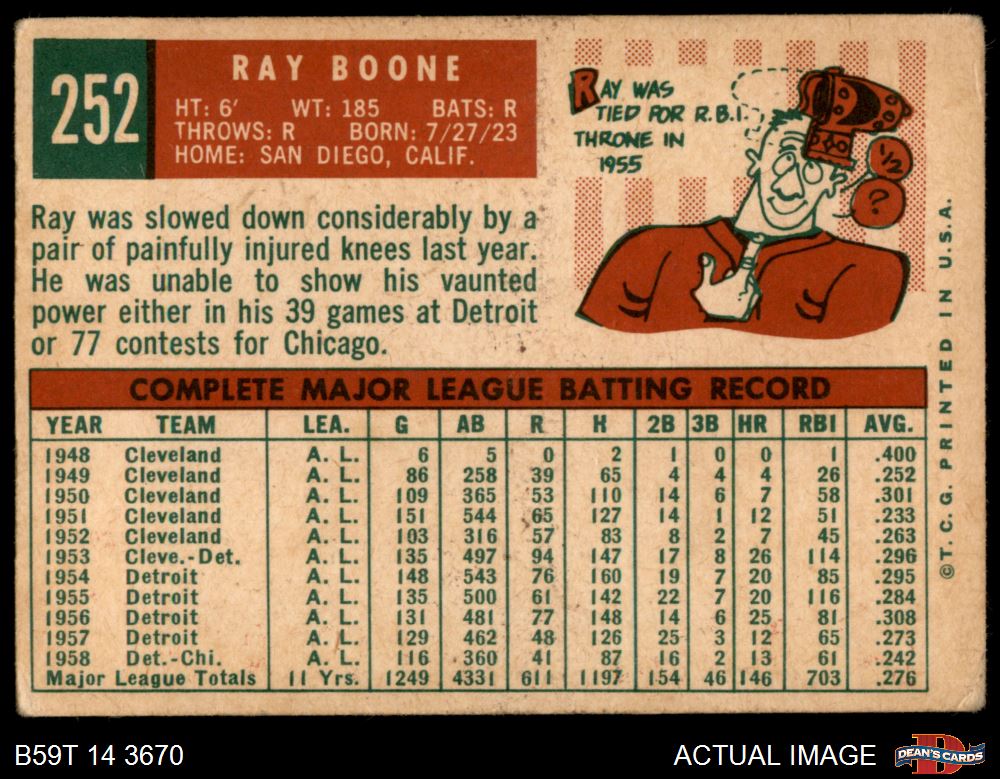 252
RAY BOONE
HT: 6' WT: 185 BATS: R
THROWS: R BORN: 7/27/23
HOME: SAN DIEGO, CALIF.
RAY WAS
TIED FOR R.B.I.
THRONE IN
1955
1/2
?
Ray was slowed down considerably by a
pair of painfully injured knees last year.
He was unable to show his vaunted
power either in his 39 games at Detroit
or 77 contests for Chicago.
COMPLETE MAJOR LEAGUE BATTING RECORD
YEAR TEAM LEA. G AB R H 2B 3B HR RBI AVG.
1948 Cleveland A. L. 6 5 0 2 1 0 0 1 .400
1949 Cleveland A. L. 86 258 39 65 4 4 4 26 .252
1950 Cleveland A. L. 109 365 53 110 14 6 7 58 .301
1951 Cleveland A. L. 151 544 65 127 14 1 12 51 .233
1952 Cleveland A. L. 103 316 57 83 8 2 7 45 .263
1953 Cleve.-Det. A. L. 135 497 94 147 17 8 26 114 .296
1954 Detroit A. L. 148 543 76 160 19 7 20 85 .295
1955 Detroit A. L. 135 500 61 142 22 7 20 116 .284
1956 Detroit A. L. 131 481 77 148 14 6 25 81 .308
1957 Detroit A. L. 129 462 48 126 25 3 12 65 .273
1958 Det.-Chi. A. L. 116 360 41 87 16 2 13 61 .242
Major League Totals 11 Yrs. 1249 4331 611 1197 154 46 146 703 .276
©T. C. G. PRINTED IN U.S.A.
B59T 14 3670
ACTUAL IMAGE
D
DEAN'S CARDS